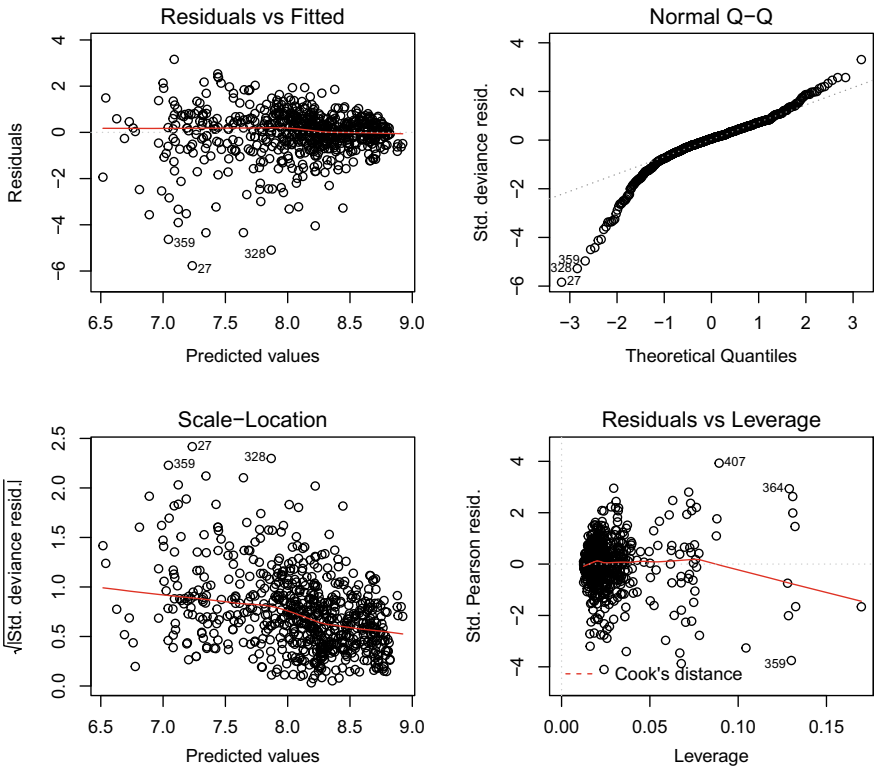 Residuals vs Fitted
Residuals
4
2
0
−2
−4
−6
359
27
328
6.5 7.0 7.5 8.0 8.5 9.0
Predicted values
Normal Q−Q
Std. deviance resid.
4
2
0
−2
−4
−6
359
328
27
−3 −2 −1 0 1 2 3
Theoretical Quantiles
Scale−Location
√|Std. deviance resid.|
2.5
2.0
1.5
1.0
0.5
0.0
27
359
328
6.5 7.0 7.5 8.0 8.5 9.0
Predicted values
Residuals vs Leverage
Std. Pearson resid.
4
2
0
−2
−4
407
364
359
Cook's distance
0.00 0.05 0.10 0.15
Leverage